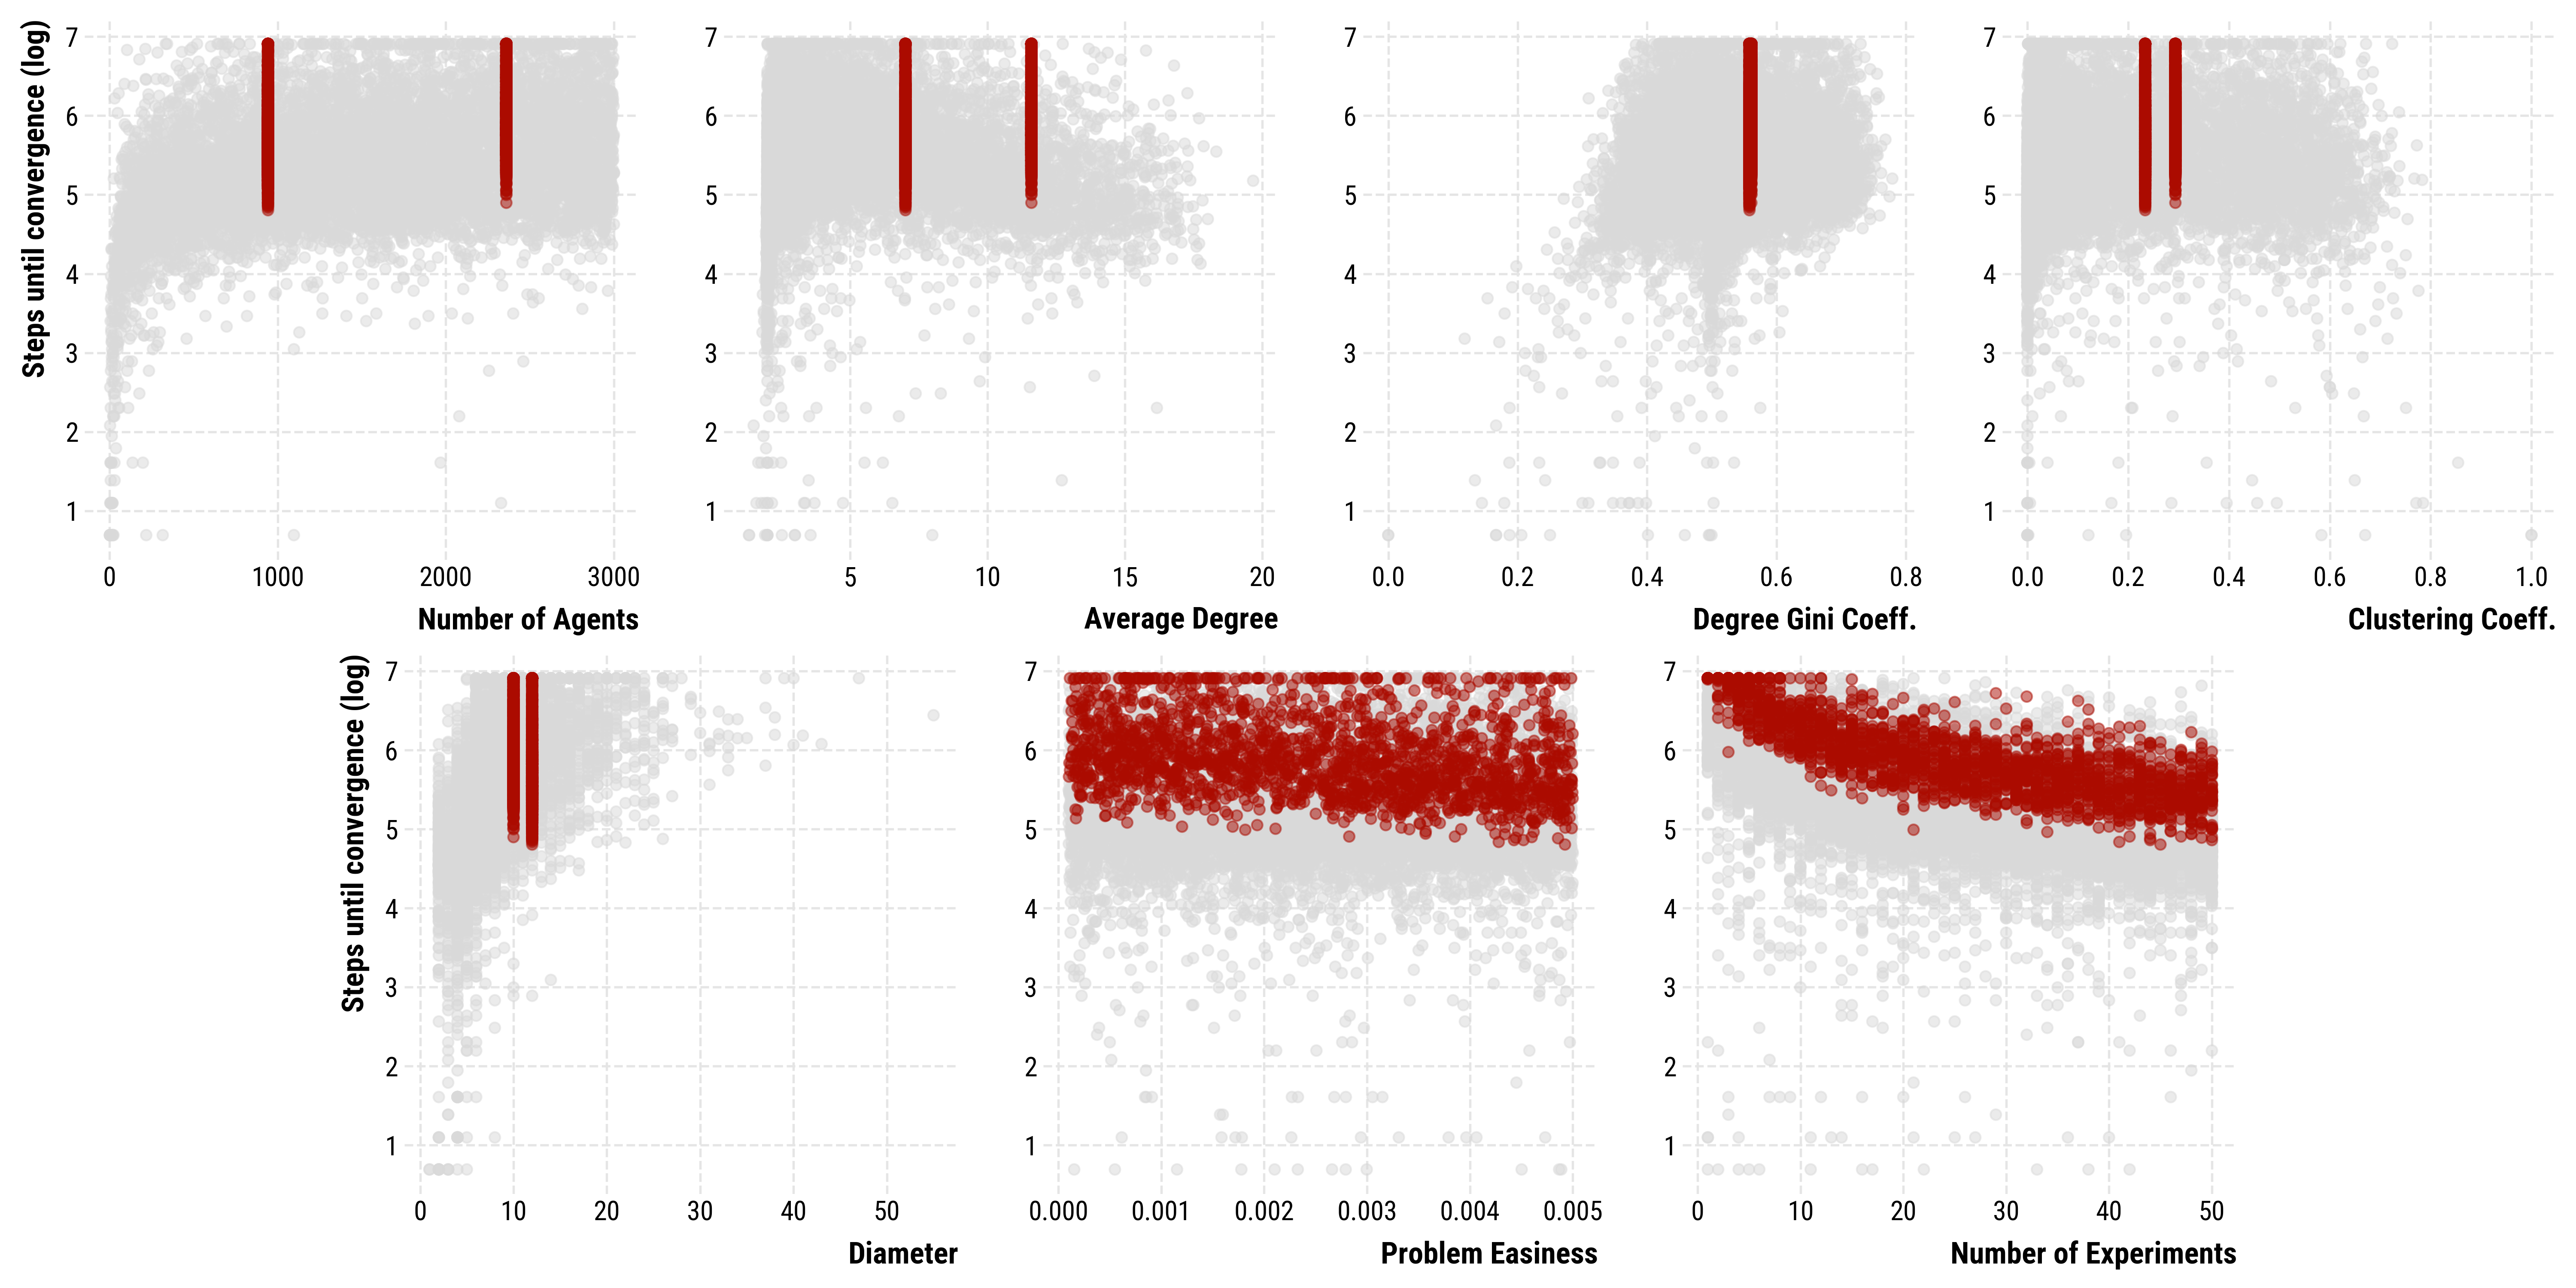 Steps until convergence (log)
7 6 5 4 3 2 1
0 1000 2000 3000
Number of Agents
7 6 5 4 3 2 1
5 10 15 20
Average Degree
7 6 5 4 3 2 1
0.0 0.2 0.4 0.6 0.8
Degree Gini Coeff.
7 6 5 4 3 2 1
0.0 0.2 0.4 0.6 0.8 1.0
Clustering Coeff.
Steps until convergence (log)
7 6 5 4 3 2 1
0 10 20 30 40 50
Diameter
7 6 5 4 3 2 1
0.000 0.001 0.002 0.003 0.004 0.005
Problem Easiness
7 6 5 4 3 2 1
0 10 20 30 40 50
Number of Experiments